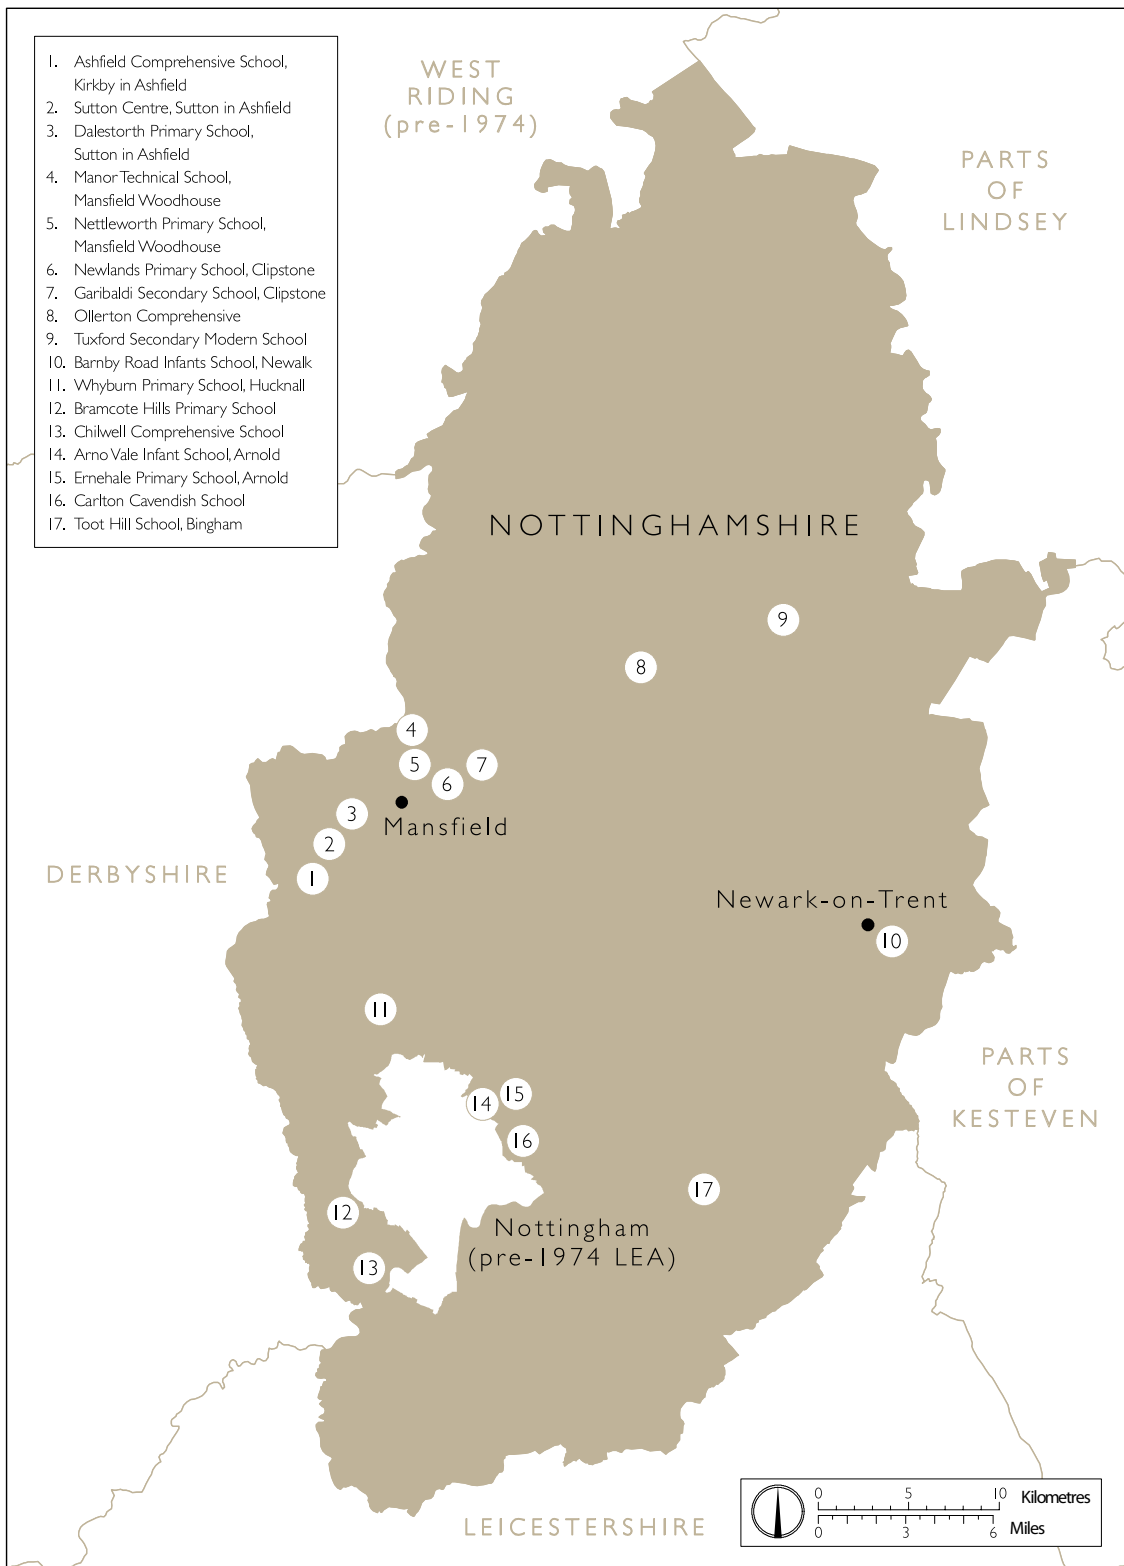 1. Ashfield Comprehensive School,
Kirkby in Ashfield
2. Sutton Centre, Sutton in Ashfield
3. Dalestorth Primary School,
Sutton in Ashfield
4. Manor Technical School,
Mansfield Woodhouse
5. Nettleworth Primary School,
Mansfield Woodhouse
6. Newlands Primary School, Clipstone
7. Garibaldi Secondary School, Clipstone
8. Ollerton Comprehensive
9. Tuxford Secondary Modern School
10. Barnby Road Infants School, Newalk
11. Whyburn Primary School, Hucknall
12. Bramcote Hills Primary School
13. Chilwell Comprehensive School
14. Arno Vale Infant School, Arnold
15. Ernehale Primary School, Arnold
16. Carlton Cavendish School
17. Toot Hill School, Bingham
WEST
RIDING
(pre-1974)
PARTS
OF
LINDSEY
NOTTINGHAMSHIRE
9
8
4
5
7
6
3
Mansfield
2
DERBYSHIRE
1
Newark-on-Trent
10
11
PARTS
OF
KESTEVEN
15
14
16
17
12
Nottingham
(pre-1974 LEA)
13
LEICESTERSHIRE
0 5 10 Kilometres
0 3 6 Miles